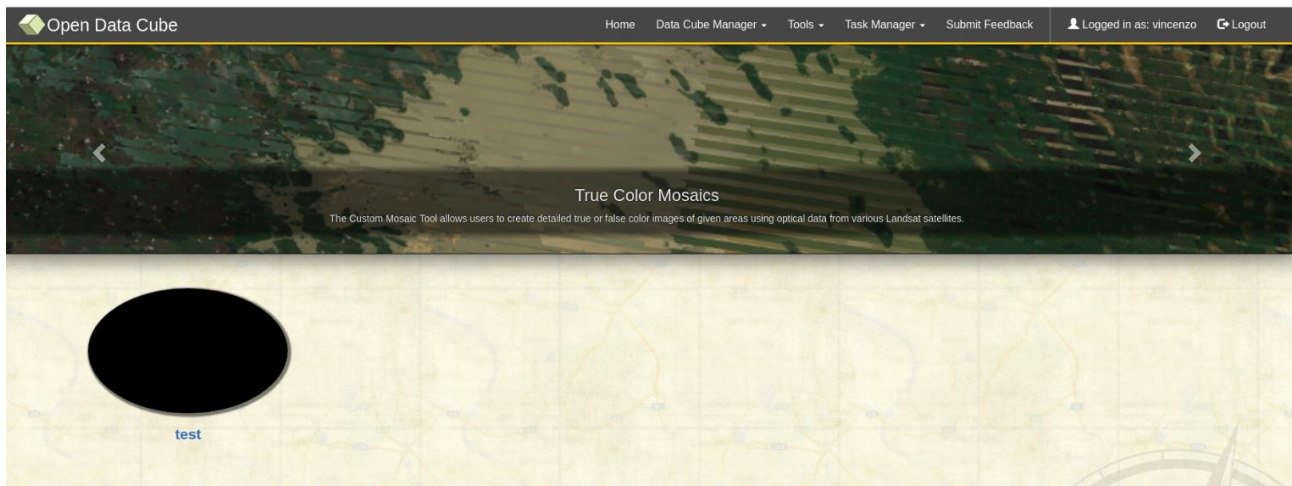 Open Data Cube Home Data Cube Manager Tools Task Manager Submit Feedback Logged in as: vincenzo Logout
True Color Mosaics
The Custom Mosaic Tool allows users to create detailed true or false color images of given areas using optical data from various Landsat satellites.
test